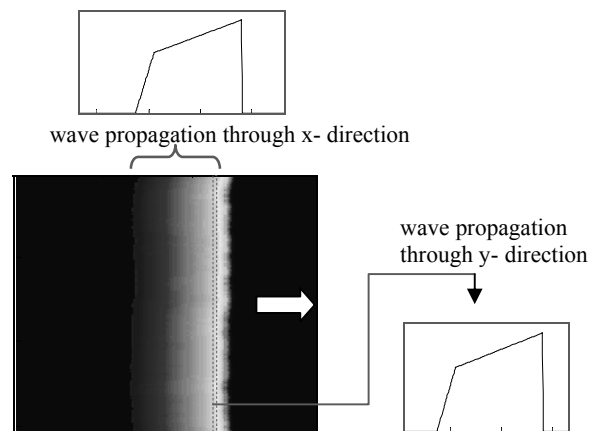 wave propagation through x- direction
wave propagation
through y- direction